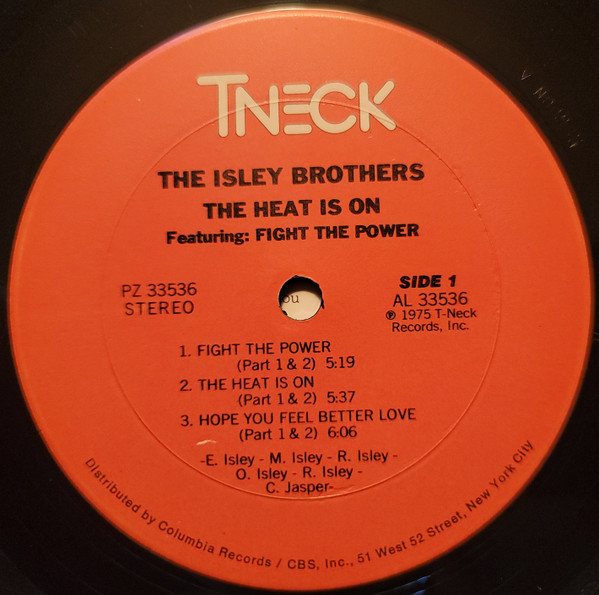 TNECK
THE ISLEY BROTHERS
THE HEAT IS ON
Featuring: FIGHT THE POWER
PZ 33536
STEREO
ou
SIDE 1
AL 33536
℗ 1975 T-Neck
Records, Inc.
1. FIGHT THE POWER
(Part 1 & 2) 5:19
2. THE HEAT IS ON
(Part 1 & 2) 5:37
3. HOPE YOU FEEL BETTER LOVE
(Part 1 & 2) 6:06
-E. Isley - M. Isley - R. Isley -
O. Isley - R. Isley -
C. Jasper-
Distributed by Columbia Records / CBS, Inc., 51 West 52 Street, New York City